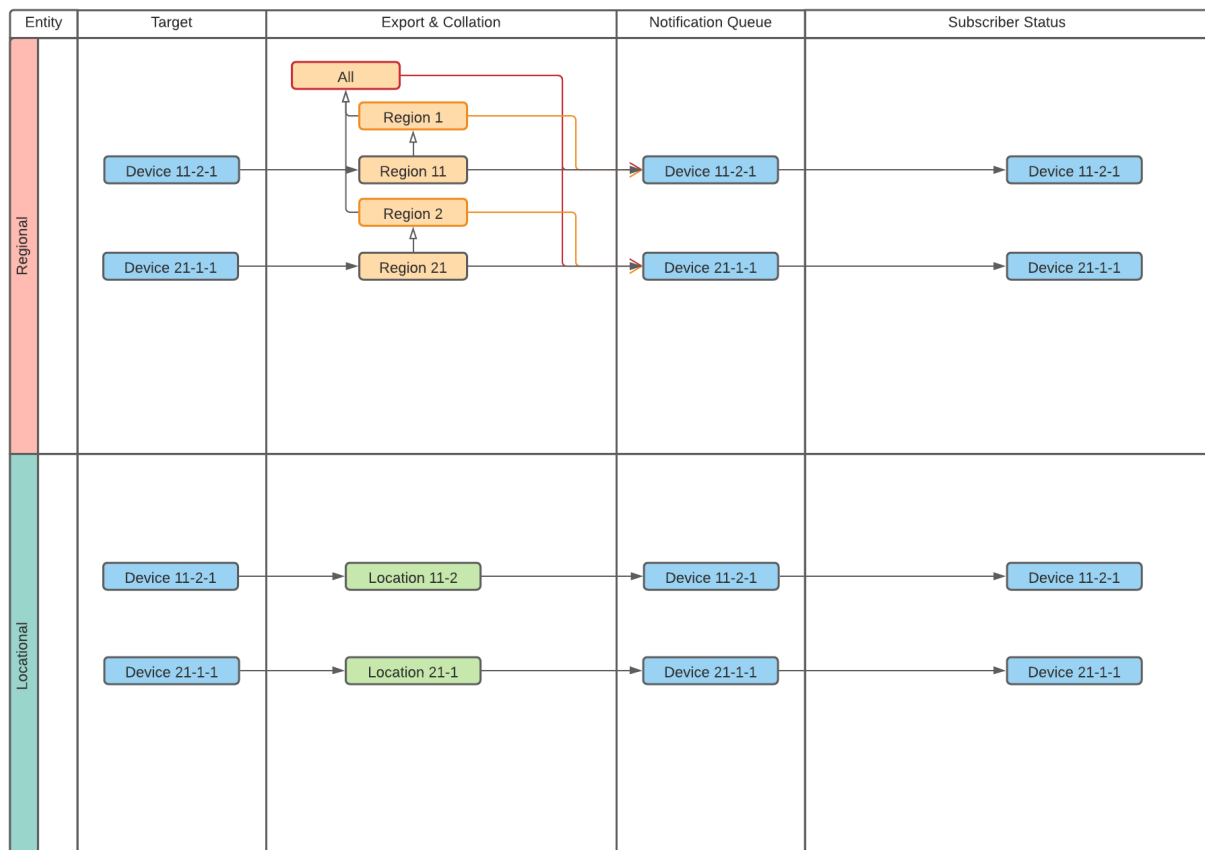 Entity
Target
Export & Collation
Notification Queue
Subscriber Status
Regional
All
Region 1
Device 11-2-1
Region 11
Device 11-2-1
Device 11-2-1
Region 2
Device 21-1-1
Region 21
Device 21-1-1
Device 21-1-1
Locational
Device 11-2-1
Location 11-2
Device 11-2-1
Device 11-2-1
Device 21-1-1
Location 21-1
Device 21-1-1
Device 21-1-1